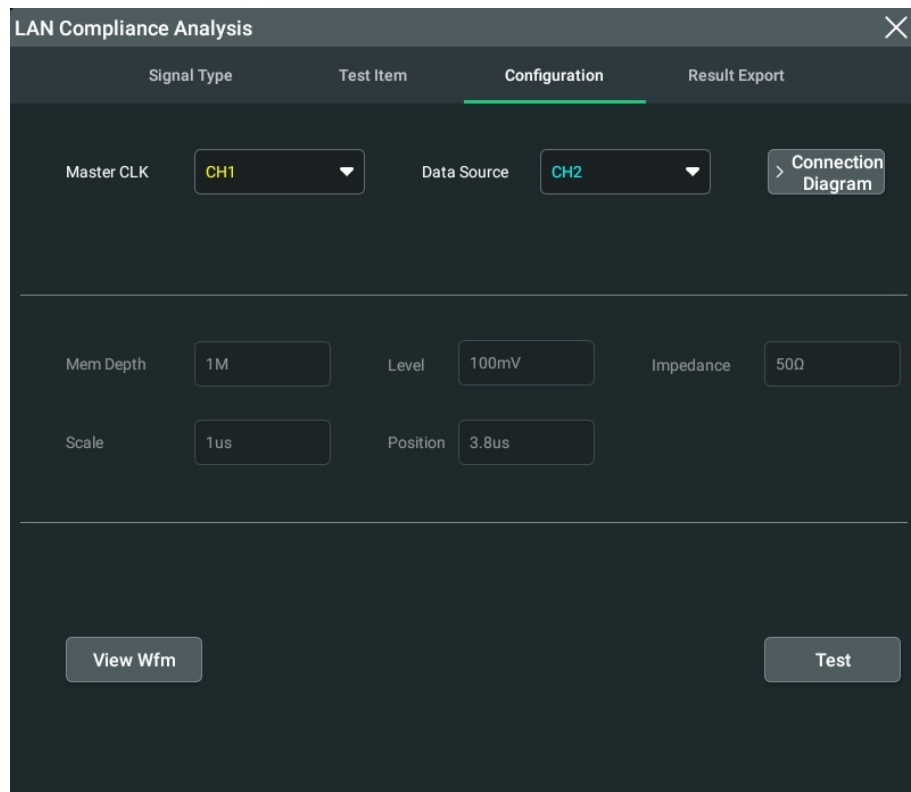 LAN Compliance Analysis
Signal Type
Test Item
Configuration
Result Export
Master CLK
CH1
Data Source
CH2
Connection
Diagram
Mem Depth
1M
Level
100mV
Impedance
50Ω
Scale
1us
Position
3.8us
View Wfm
Test